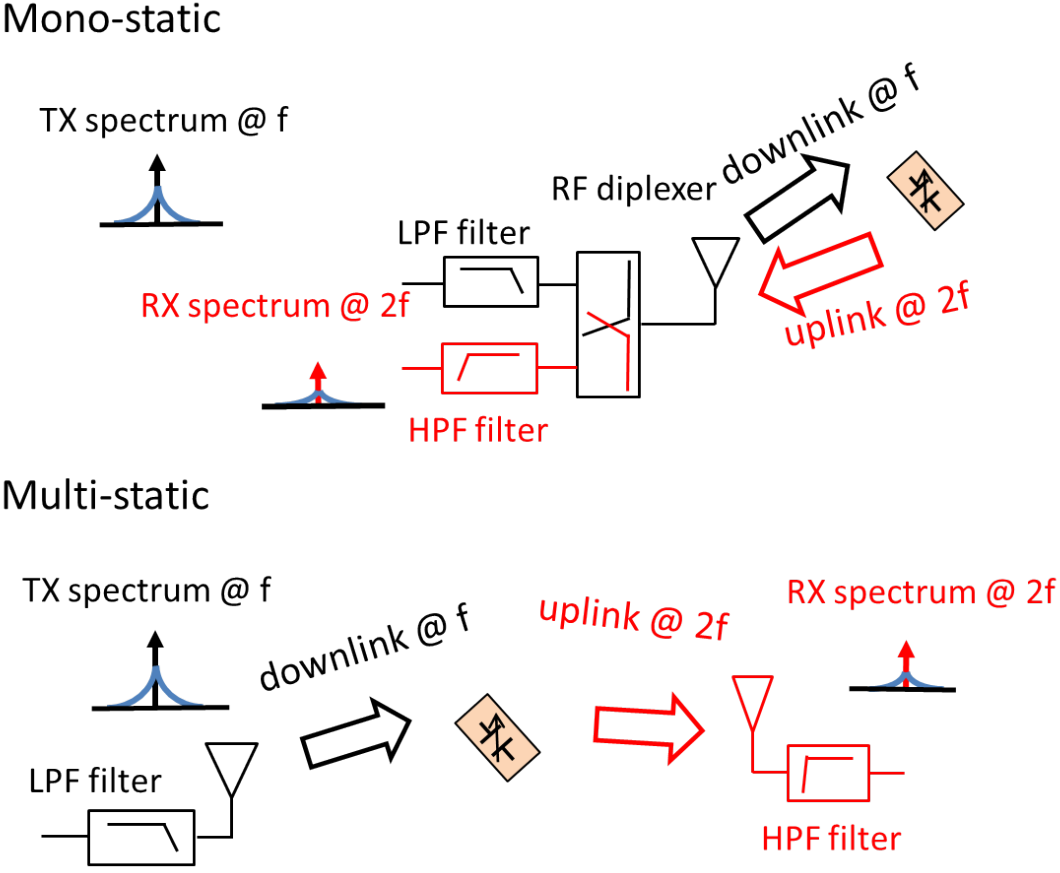 Mono-static
TX spectrum @ f
downlink @ f
RF diplexer
LPF filter
RX spectrum @ 2f
uplink @ 2f
HPF filter
Multi-static
TX spectrum @ f
downlink @ f
uplink @ 2f
RX spectrum @ 2f
LPF filter
HPF filter